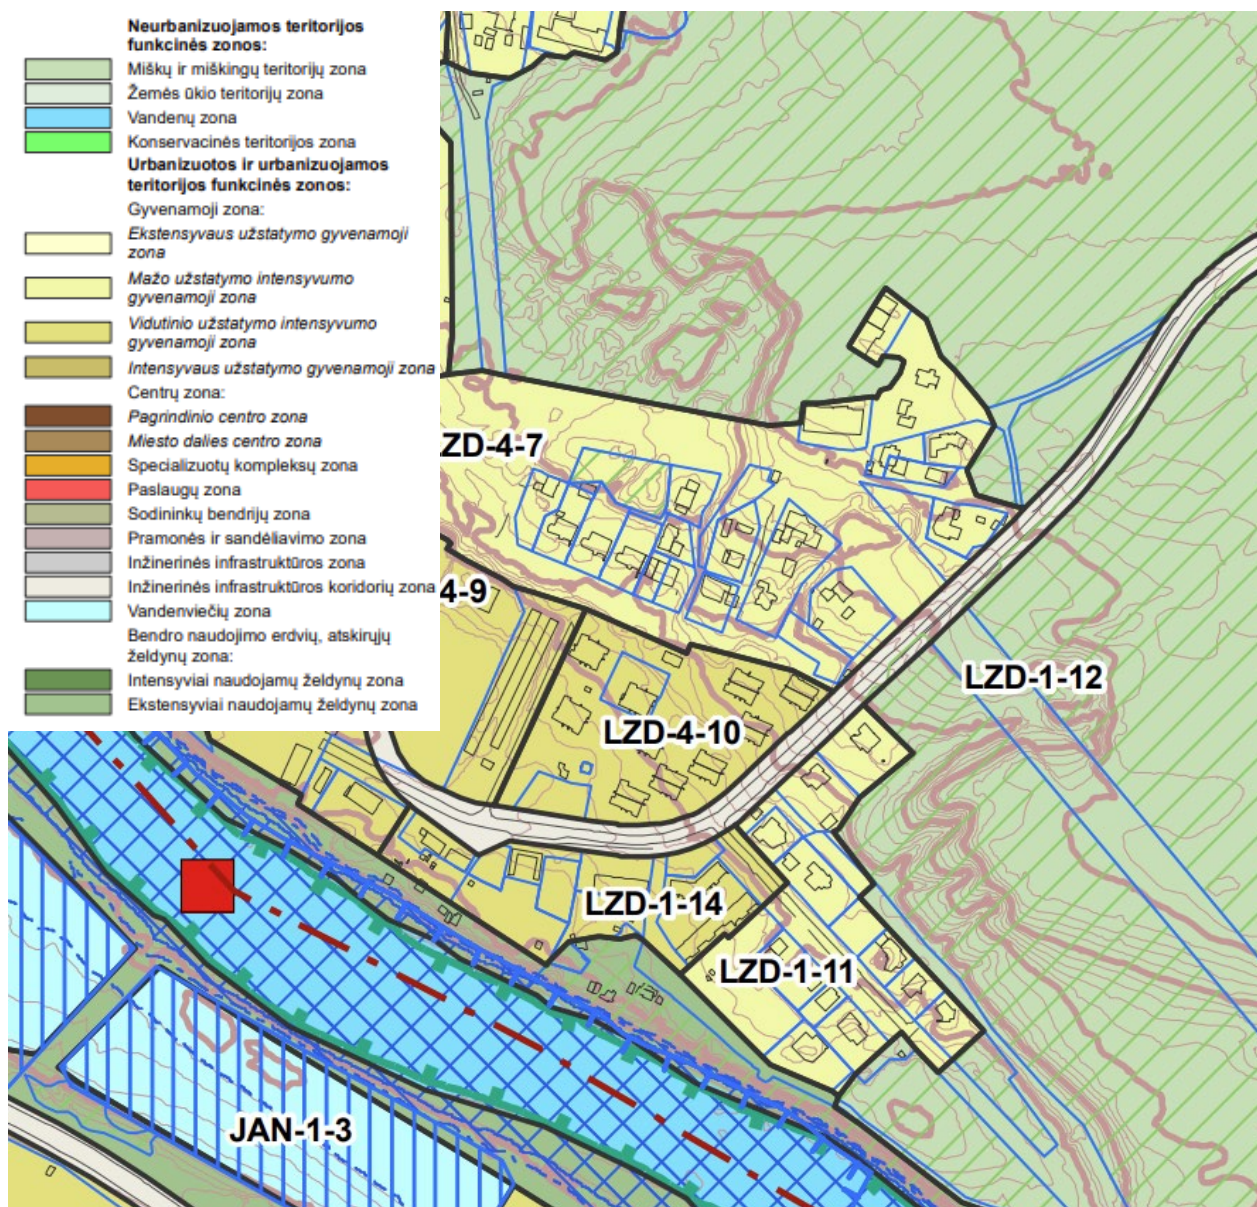 Neurbanizuojamos teritorijos
funkcinės zonos:
Miškų ir miškingų teritorijų zona
Žemės ūkio teritorijų zona
Vandenų zona
Konservacinės teritorijos zona
Urbanizuotos ir urbanizuojamos
teritorijos funkcinės zonos:
Gyvenamoji zona:
Ekstensyvaus užstatymo gyvenamoji
zona
Mažo užstatymo intensyvumo
gyvenamoji zona
Vidutinio užstatymo intensyvumo
gyvenamoji zona
Intensyvaus užstatymo gyvenamoji zona
Centrų zona:
Pagrindinio centro zona
Miesto dalies centro zona
Specializuotų kompleksų zona
Paslaugų zona
Sodininkų bendrijų zona
Pramonės ir sandėliavimo zona
Inžinerinės infrastruktūros zona
Inžinerinės infrastruktūros koridorių zona
Vandenviečių zona
Bendro naudojimo erdvių, atskirųjų
želdynų zona:
Intensyviai naudojamų želdynų zona
Ekstensyviai naudojamų želdynų zona
ZD-4-7
4-9
LZD-1-12
LZD-4-10
LZD-1-14
LZD-1-11
JAN-1-3